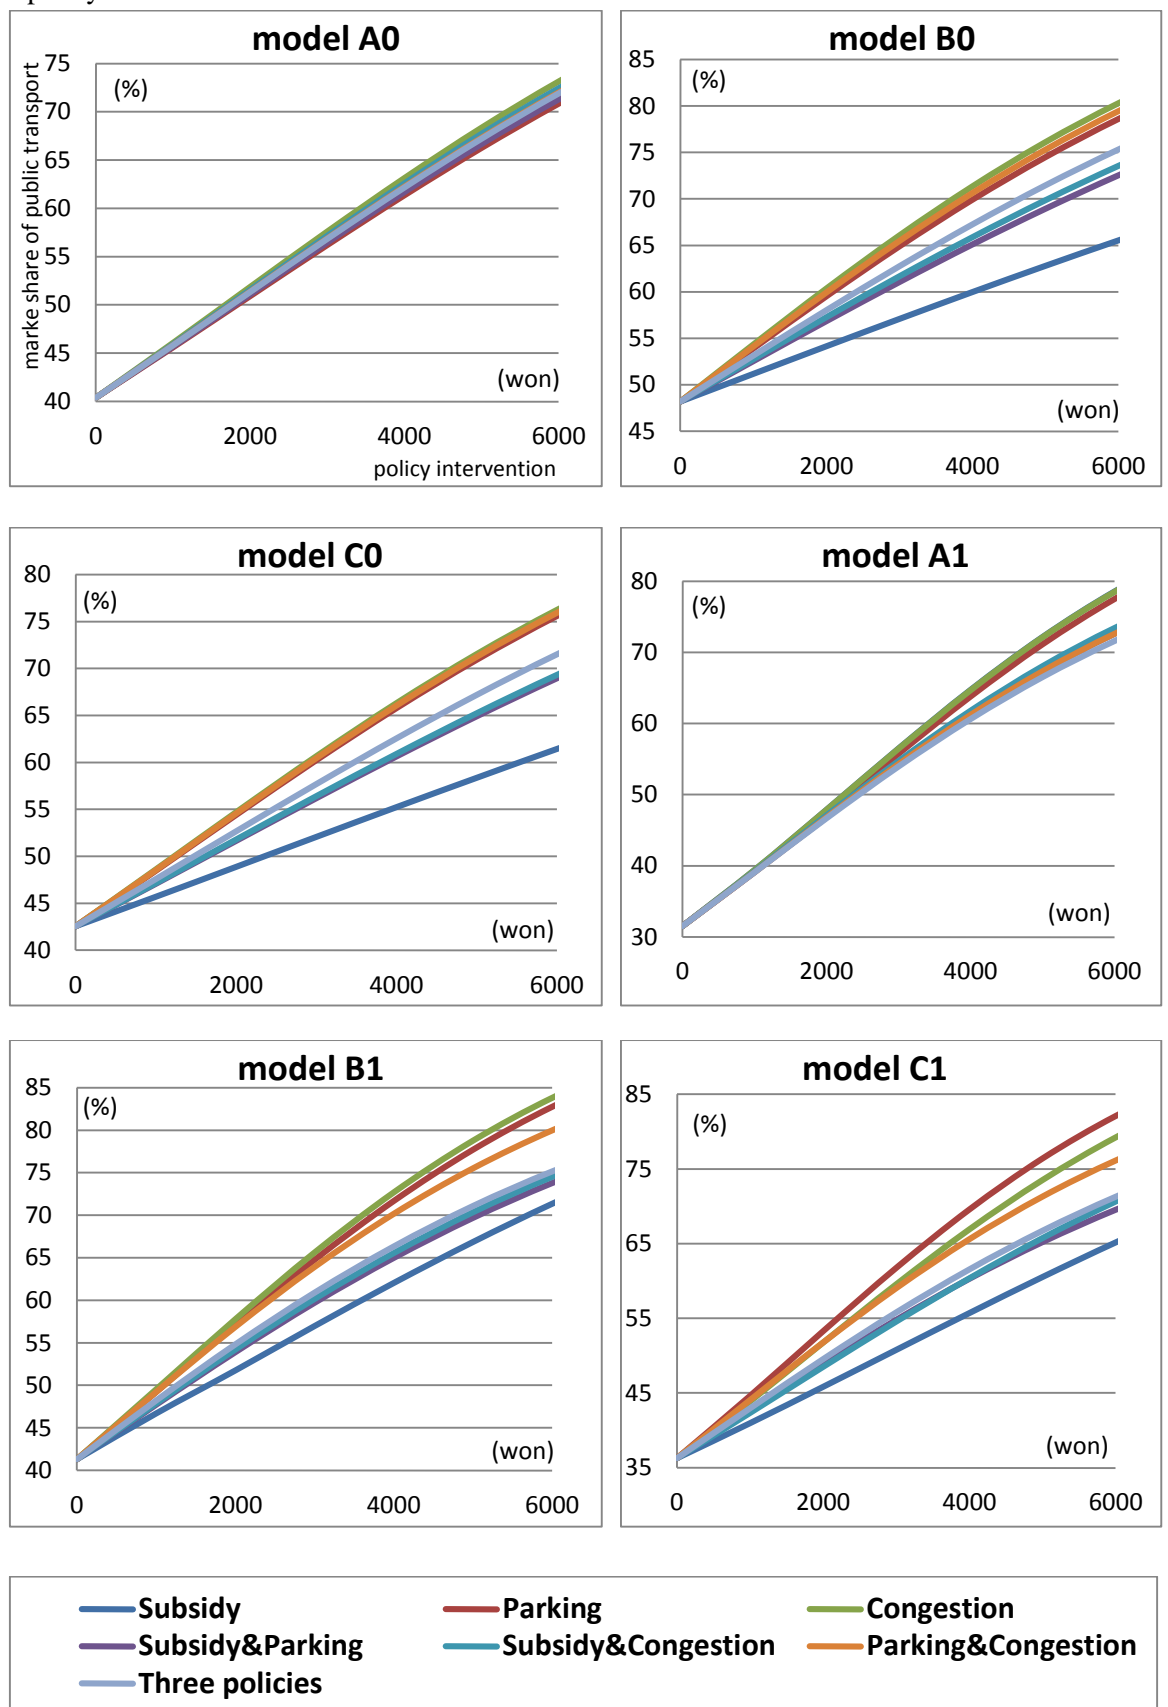 model A0
marke share of public transport
(%)
75
70
65
60
55
50
45
40
(won)
0 2000 4000 6000
policy intervention
model B0
(%)
85
80
75
70
65
60
55
50
45
(won)
0 2000 4000 6000
model C0
(%)
80
75
70
65
60
55
50
45
40
(won)
0 2000 4000 6000
model A1
(%)
80
70
60
50
40
30
(won)
0 2000 4000 6000
model B1
(%)
85
80
75
70
65
60
55
50
45
40
(won)
0 2000 4000 6000
model C1
(%)
85
75
65
55
45
35
(won)
0 2000 4000 6000
Subsidy Parking Congestion
Subsidy&Parking Subsidy&Congestion Parking&Congestion
Three policies